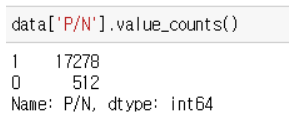 data['P/N'].value_counts()
1    17278
0      512
Name: P/N, dtype: int64